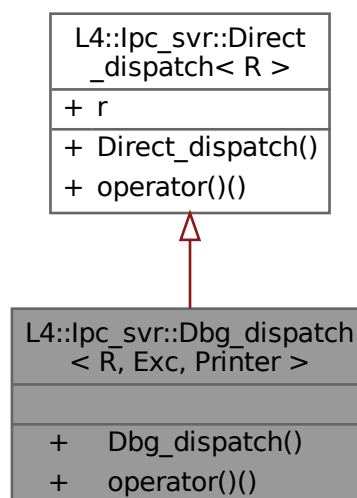 L4::Ipc_svr::Direct
_dispatch< R >
+ r
+ Direct_dispatch()
+ operator()()
L4::Ipc_svr::Dbg_dispatch
< R, Exc, Printer >
+ Dbg_dispatch()
+ operator()()